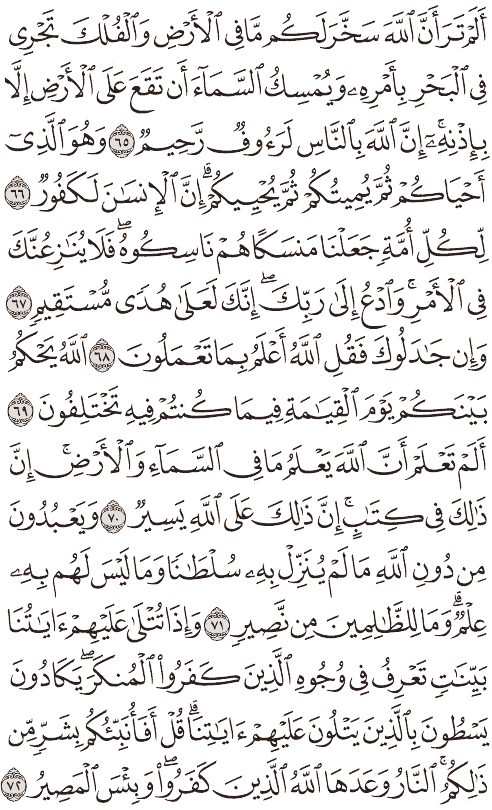 أَلَمْ تَرَ أَنَّ ٱللَّهَ سَخَّرَ لَكُم مَّا فِى ٱلْأَرْضِ وَٱلْفُلْكَ تَجْرِى
فِى ٱلْبَحْرِ بِأَمْرِهِۦ وَيُمْسِكُ ٱلسَّمَآءَ أَن تَقَعَ عَلَى ٱلْأَرْضِ إِلَّا
بِإِذْنِهِۦٓ ۗ إِنَّ ٱللَّهَ بِٱلنَّاسِ لَرَءُوفٌ رَّحِيمٌ ٦٥ وَهُوَ ٱلَّذِىٓ
أَحْيَاكُمْ ثُمَّ يُمِيتُكُمْ ثُمَّ يُحْيِيكُمْ ۗ إِنَّ ٱلْإِنسَٰنَ لَكَفُورٌ ٦٦
لِّكُلِّ أُمَّةٍ جَعَلْنَا مَنسَكًا هُمْ نَاسِكُوهُ ۖ فَلَا يُنَٰزِعُنَّكَ
فِى ٱلْأَمْرِ ۚ وَٱدْعُ إِلَىٰ رَبِّكَ ۖ إِنَّكَ لَعَلَىٰ هُدًى مُّسْتَقِيمٍ ٦٧
وَإِن جَٰدَلُوكَ فَقُلِ ٱللَّهُ أَعْلَمُ بِمَا تَعْمَلُونَ ٦٨ ٱللَّهُ يَحْكُمُ
بَيْنَكُمْ يَوْمَ ٱلْقِيَٰمَةِ فِيمَا كُنتُمْ فِيهِ تَخْتَلِفُونَ ٦٩
أَلَمْ تَعْلَمْ أَنَّ ٱللَّهَ يَعْلَمُ مَا فِى ٱلسَّمَآءِ وَٱلْأَرْضِ ۗ إِنَّ
ذَٰلِكَ فِى كِتَٰبٍ ۚ إِنَّ ذَٰلِكَ عَلَى ٱللَّهِ يَسِيرٌ ٧٠ وَيَعْبُدُونَ
مِن دُونِ ٱللَّهِ مَا لَمْ يُنَزِّلْ بِهِۦ سُلْطَٰنًا وَمَا لَيْسَ لَهُم بِهِۦ
عِلْمٌ ۗ وَمَا لِلظَّٰلِمِينَ مِن نَّصِيرٍ ٧١ وَإِذَا تُتْلَىٰ عَلَيْهِمْ ءَايَٰتُنَا
بَيِّنَٰتٍ تَعْرِفُ فِى وُجُوهِ ٱلَّذِينَ كَفَرُوا۟ ٱلْمُنكَرَ ۖ يَكَادُونَ
يَسْطُونَ بِٱلَّذِينَ يَتْلُونَ عَلَيْهِمْ ءَايَٰتِنَا ۗ قُلْ أَفَأُنَبِّئُكُم بِشَرٍّ مِّن
ذَٰلِكُمُ ۗ ٱلنَّارُ وَعَدَهَا ٱللَّهُ ٱلَّذِينَ كَفَرُوا۟ ۖ وَبِئْسَ ٱلْمَصِيرُ ٧٢